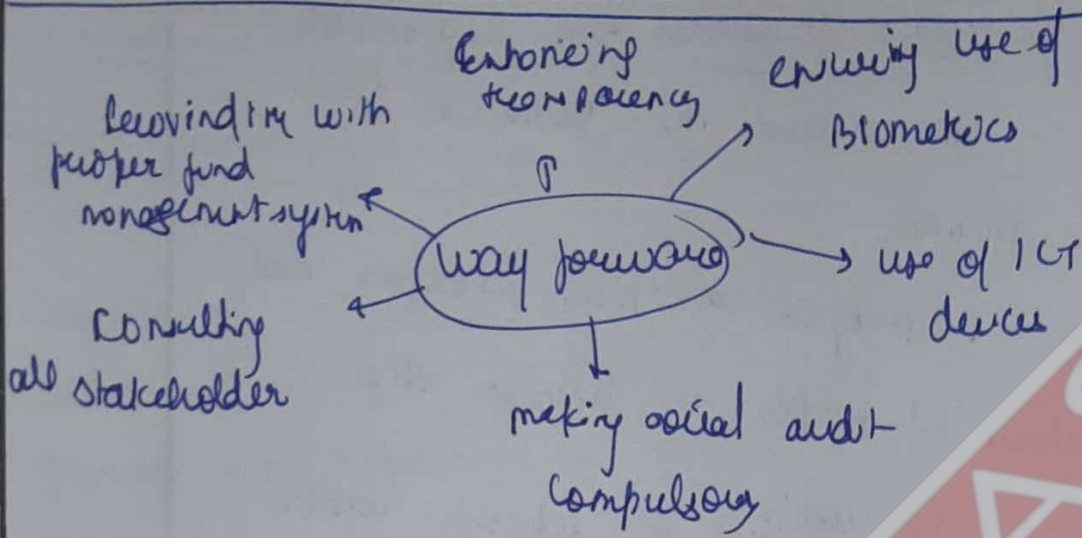 Enhancing
transparency
ensuring use of
Biometrics
Providing with
proper fund
management system
way forward
use of ICT
devices
Consulting
all stakeholder
making social audit
Compulsory